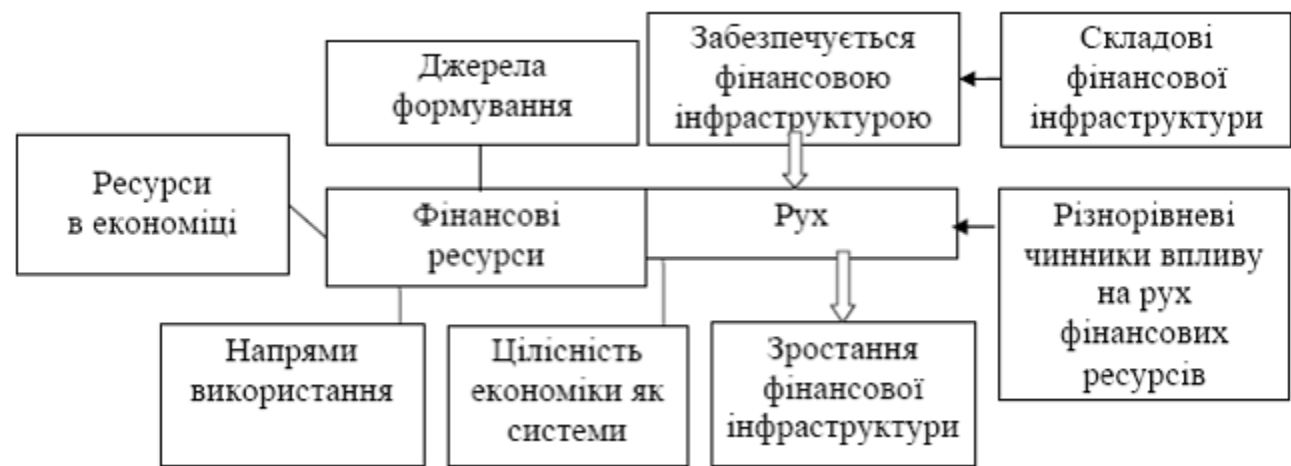 Джерела
формування
Забезпечується
фінансовою
інфраструктурою
Складові
фінансової
інфраструктури
Ресурси
в економіці
Фінансові
ресурси
Рух
Різнорівневі
чинники впливу
на рух
фінансових
ресурсів
Напрями
використання
Цілісність
економіки як
системи
Зростання
фінансової
інфраструктури